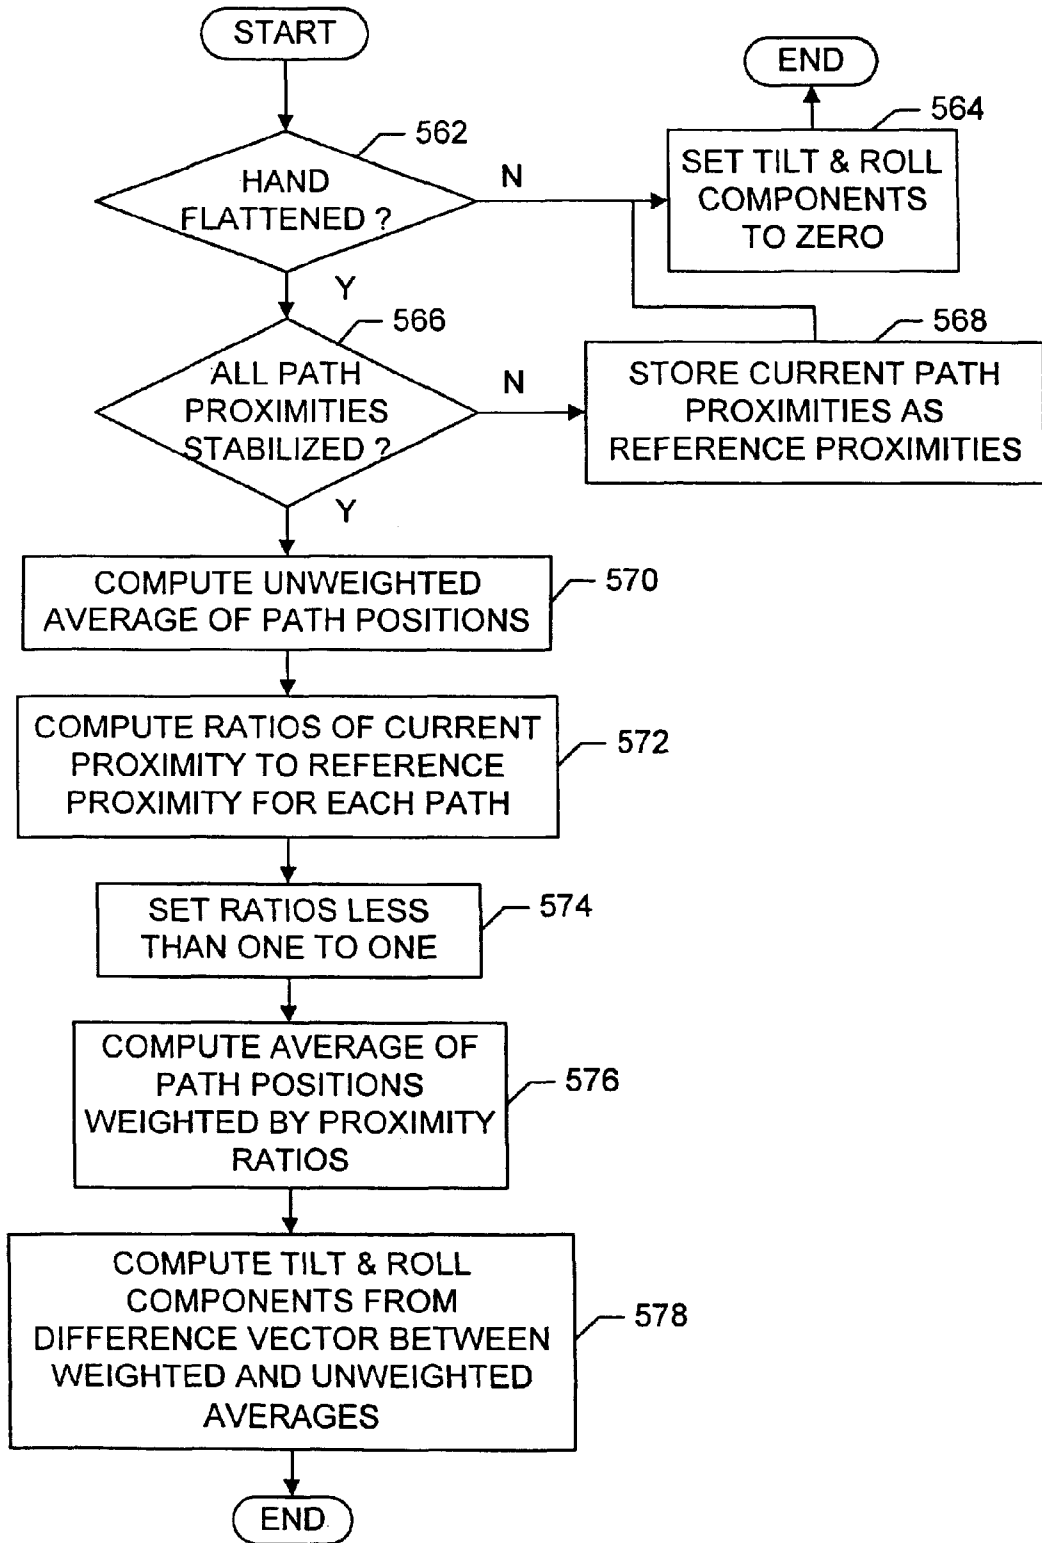 START
END
562
564
HAND
FLATTENED ?
N
SET TILT & ROLL
COMPONENTS
TO ZERO
Y
566
568
ALL PATH
PROXIMITIES
STABILIZED ?
N
STORE CURRENT PATH
PROXIMITIES AS
REFERENCE PROXIMITIES
Y
COMPUTE UNWEIGHTED
AVERAGE OF PATH POSITIONS
570
COMPUTE RATIOS OF CURRENT
PROXIMITY TO REFERENCE
PROXIMITY FOR EACH PATH
572
SET RATIOS LESS
THAN ONE TO ONE
574
COMPUTE AVERAGE OF
PATH POSITIONS
WEIGHTED BY PROXIMITY
RATIOS
576
COMPUTE TILT & ROLL
COMPONENTS FROM
DIFFERENCE VECTOR BETWEEN
WEIGHTED AND UNWEIGHTED
AVERAGES
578
END